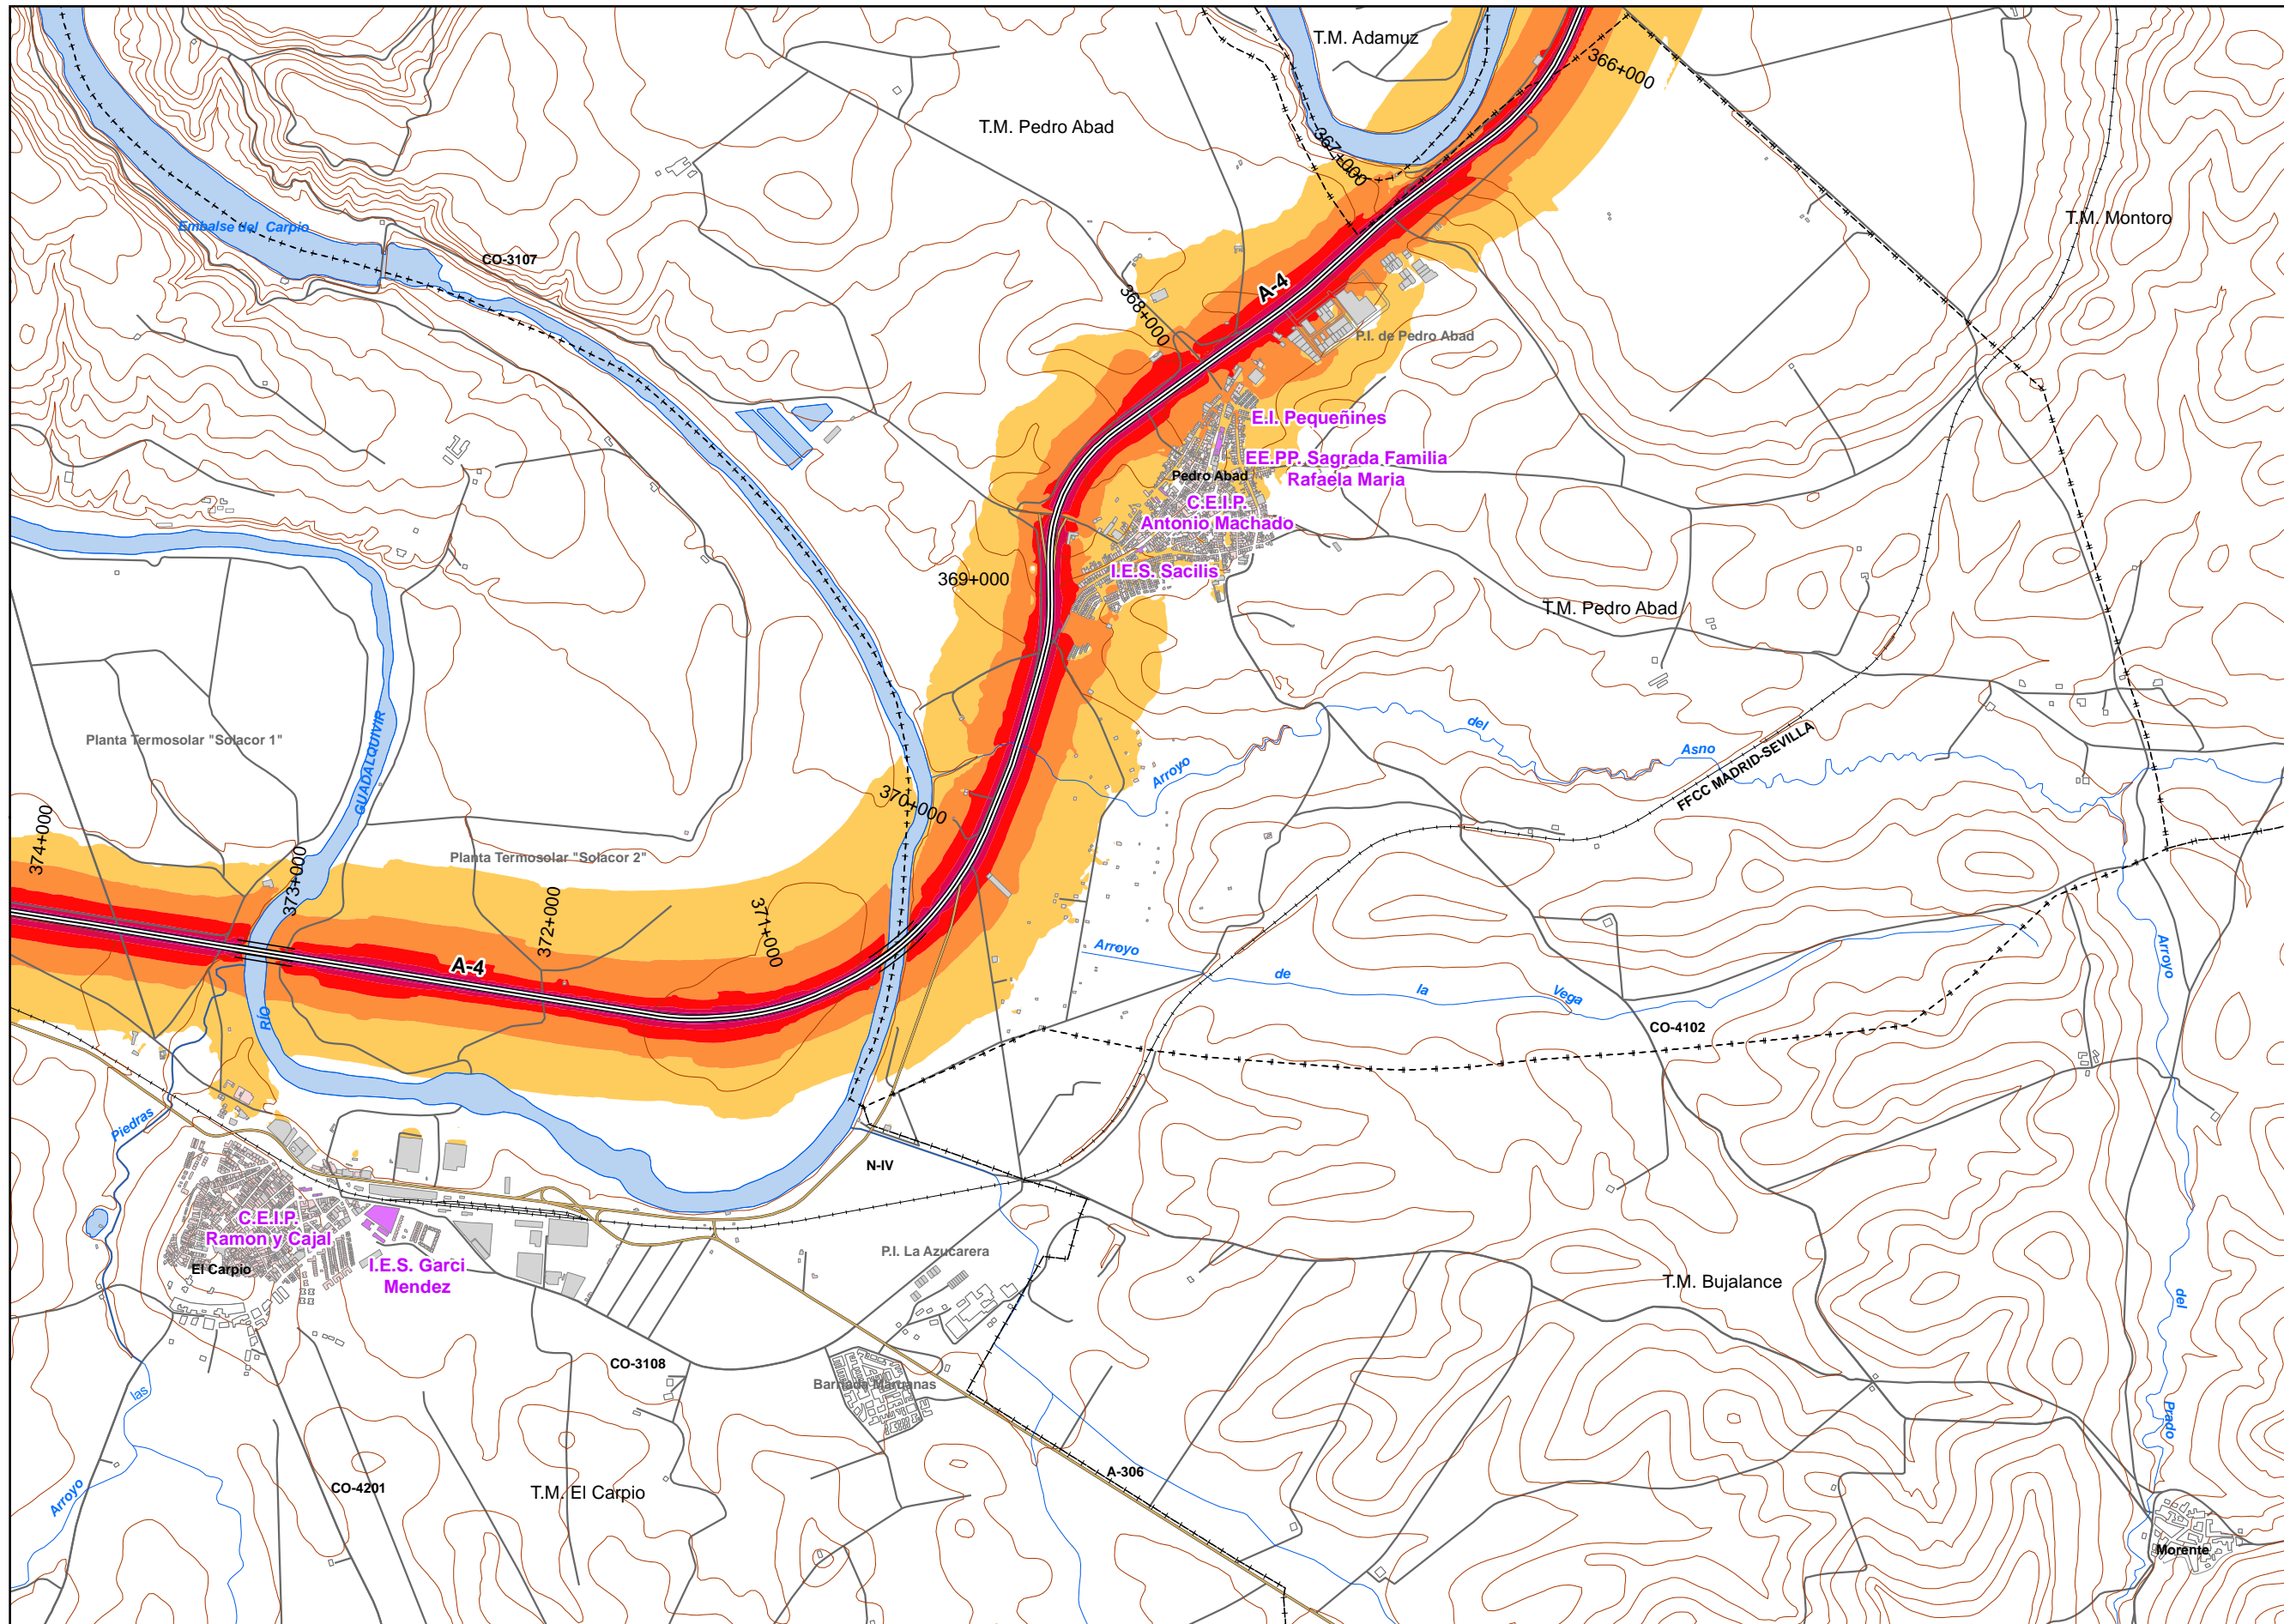 T.M. Adamuz
366+000
T.M. Pedro Abad
367+000
T.M. Montoro
Embalse del Carpio
CO-3107
A-4
368+000
P.I. de Pedro Abad
E.I. Pequeñines
EE.PP. Sagrada Familia
Rafaela Maria
Pedro Abad
C.E.I.P.
Antonio Machado
I.E.S. Sacilis
369+000
T.M. Pedro Abad
Planta Termosolar "Solacor 1"
GUADALQUIVIR
del
Asno
Arroyo
FFCC MADRID-SEVILLA
370+000
374+000
Planta Termosolar "Solacor 2"
373+000
372+000
371+000
A-4
Arroyo
de
la
Vega
Arroyo
RÍO
CO-4102
Piedras
N-IV
C.E.I.P.
Ramon y Cajal
El Carpio
I.E.S. Garci
Mendez
P.I. La Azucarera
T.M. Bujalance
del
CO-3108
Barriada Maruanas
las
Prado
Arroyo
CO-4201
T.M. El Carpio
A-306
Morente